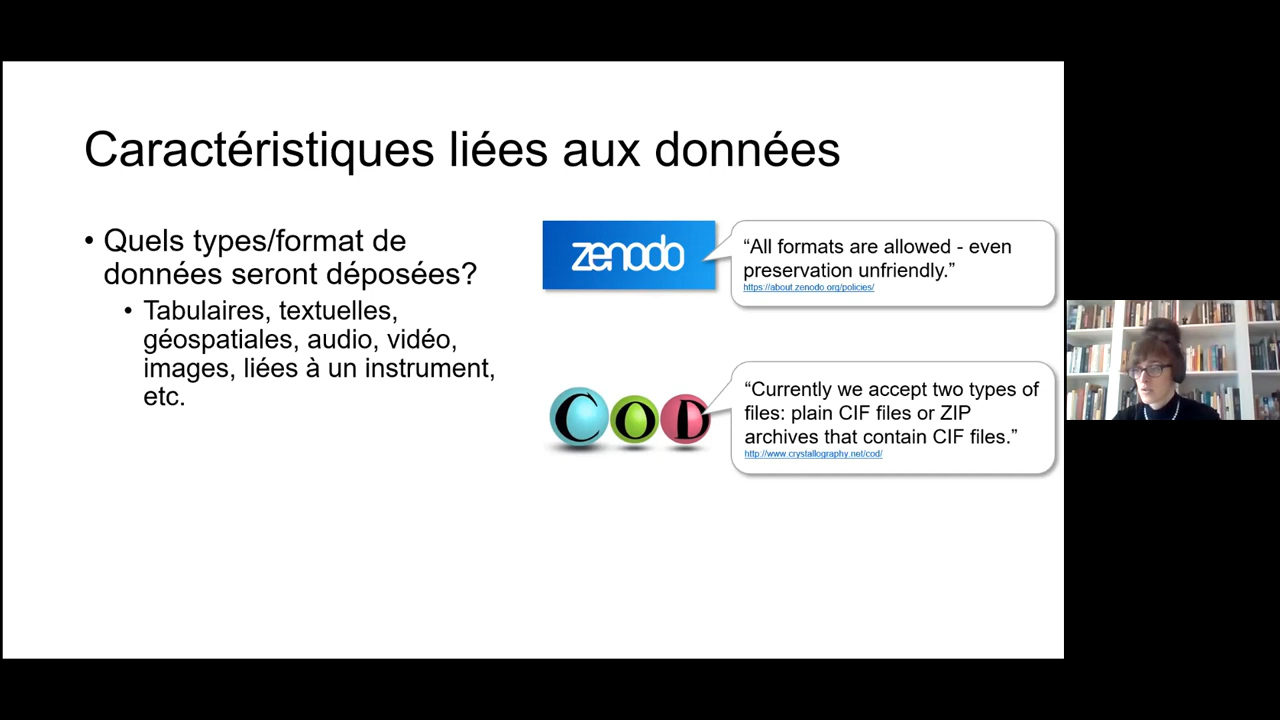 Caractéristiques liées aux données
• Quels types/format de
données seront déposées?
• Tabulaires, textuelles,
géospatiales, audio, vidéo,
images, liées à un instrument,
etc.
zenodo
“All formats are allowed - even
preservation unfriendly.”
https://about.zenodo.org/policies/
COD
“Currently we accept two types of
files: plain CIF files or ZIP
archives that contain CIF files.”
http://www.crystallography.net/cod/